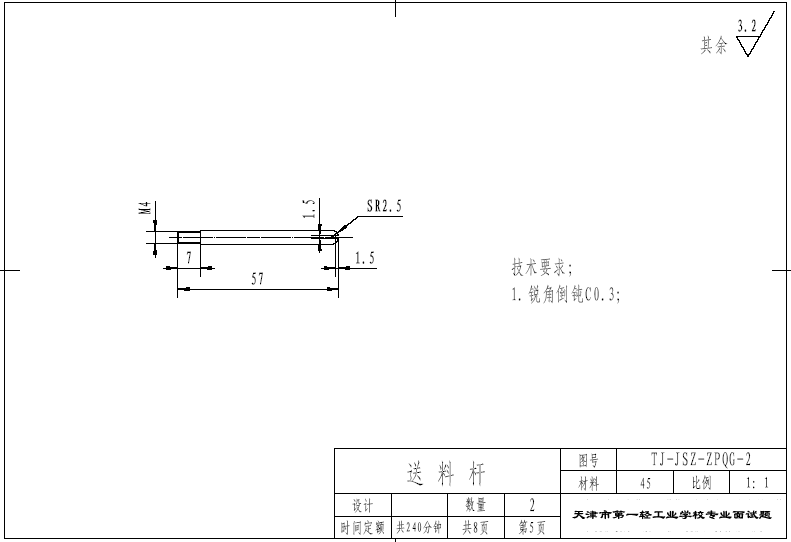 3.2
其余
M4
1.5
SR2.5
7
1.5
57
技术要求;
1.锐角倒钝C0.3;
送料杆
图号 TJ-JSZ-ZPQG-2
材料 45 比例 1:1
设计 数量 2
时间定额 共240分钟 共8页 第5页
天津市第一轻工业学校专业面试题